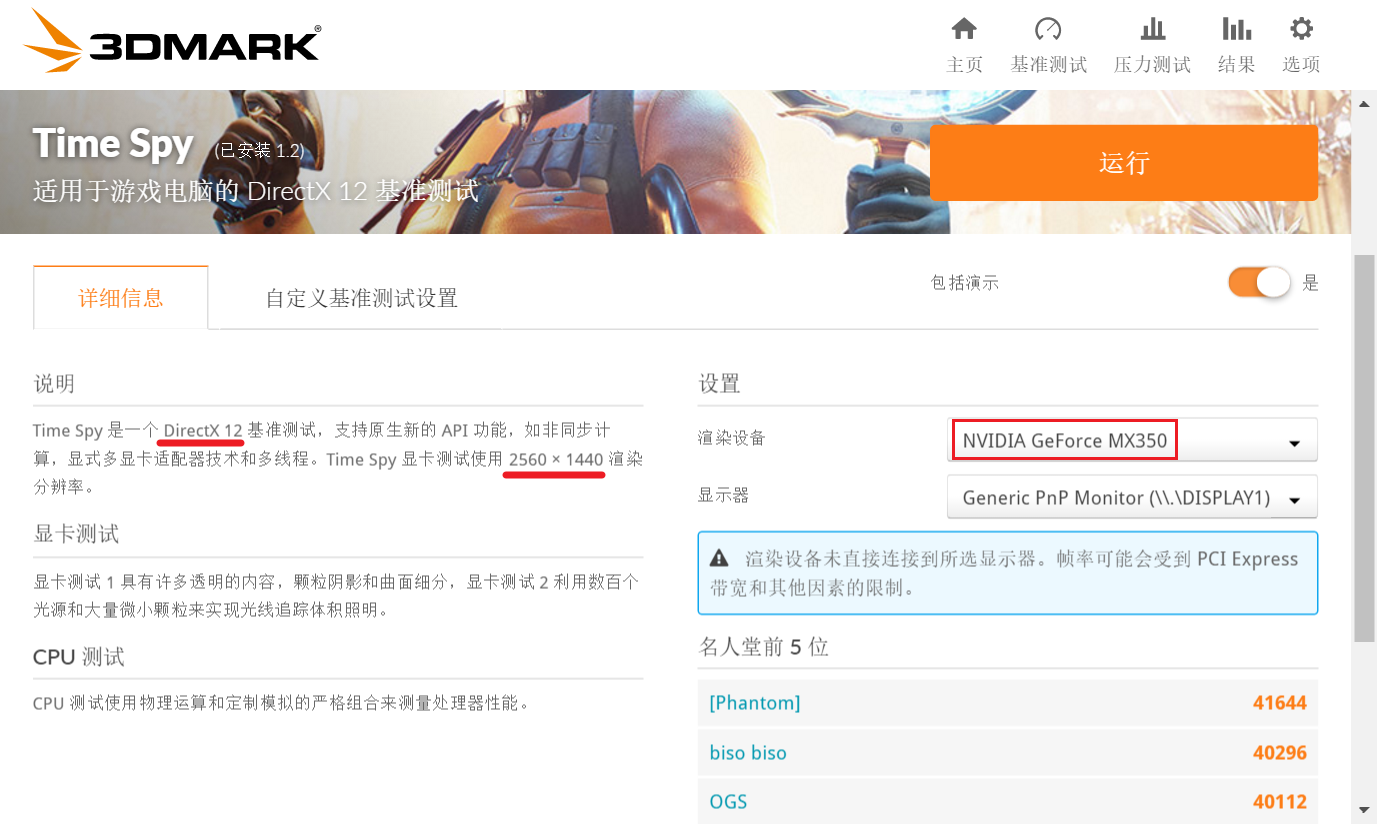 3DMARK®
主页 基准测试 压力测试 结果 选项
Time Spy (已安装 1.2)
适用于游戏电脑的 DirectX 12 基准测试
运行
详细信息 自定义基准测试设置
包括演示 是
说明
Time Spy 是一个 DirectX 12 基准测试，支持原生新的 API 功能，如非同步计
算，显式多显卡适配器技术和多线程。Time Spy 显卡测试使用 2560 × 1440 渲染
分辨率。
显卡测试
显卡测试 1 具有许多透明的内容，颗粒阴影和曲面细分，显卡测试 2 利用数百个
光源和大量微小颗粒来实现光线追踪体积照明。
CPU 测试
CPU 测试使用物理运算和定制模拟的严格组合来测量处理器性能。
设置
渲染设备 NVIDIA GeForce MX350
显示器 Generic PnP Monitor (\\.\DISPLAY1)
渲染设备未直接连接到所选显示器。帧率可能会受到 PCI Express
带宽和其他因素的限制。
名人堂前 5 位
[Phantom] 41644
biso biso 40296
OGS 40112